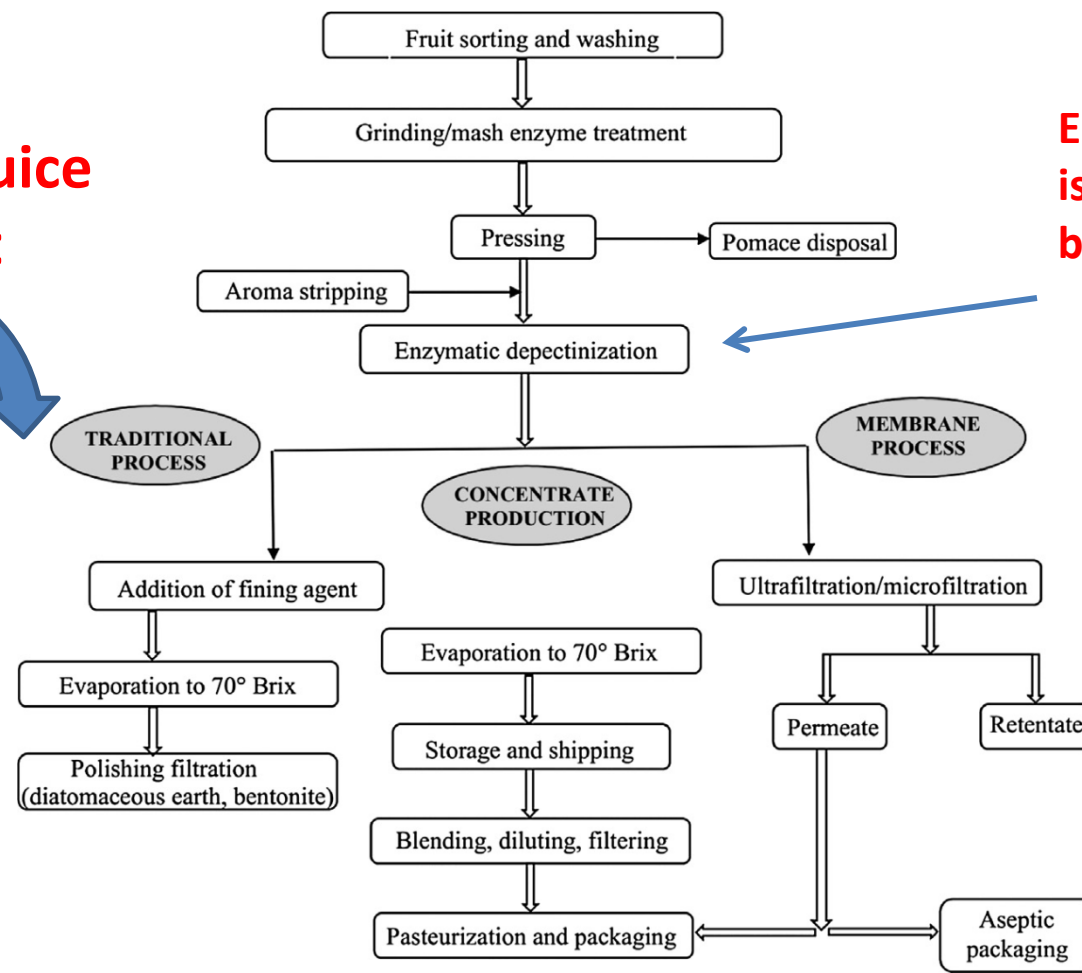 Fruit sorting and washing
Grinding/mash enzyme treatment
Pressing
Pomace disposal
Aroma stripping
Enzymatic depectinization
TRADITIONAL
PROCESS
CONCENTRATE
PRODUCTION
MEMBRANE
PROCESS
Addition of fining agent
Evaporation to 70° Brix
Polishing filtration
(diatomaceous earth, bentonite)
Evaporation to 70° Brix
Storage and shipping
Blending, diluting, filtering
Pasteurization and packaging
Ultrafiltration/microfiltration
Permeate
Retentate
Aseptic
packaging